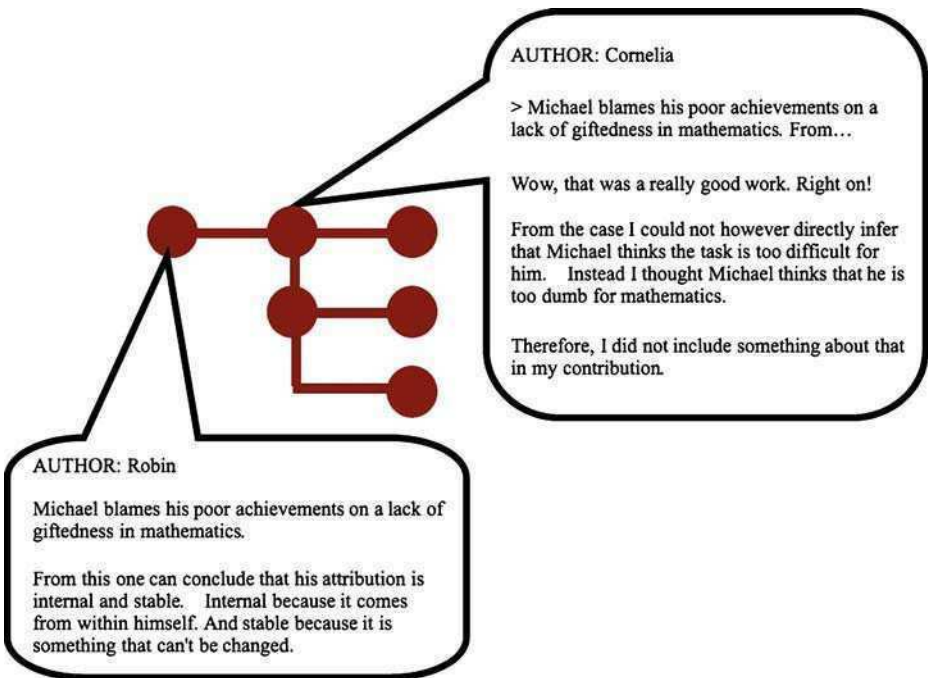 AUTHOR: Cornelia
> Michael blames his poor achievements on a
lack of giftedness in mathematics. From...
Wow, that was a really good work. Right on!
From the case I could not however directly infer
that Michael thinks the task is too difficult for
him. Instead I thought Michael thinks that he is
too dumb for mathematics.
Therefore, I did not include something about that
in my contribution.
AUTHOR: Robin
Michael blames his poor achievements on a lack of
giftedness in mathematics.
From this one can conclude that his attribution is
internal and stable. Internal because it comes
from within himself. And stable because it is
something that can't be changed.